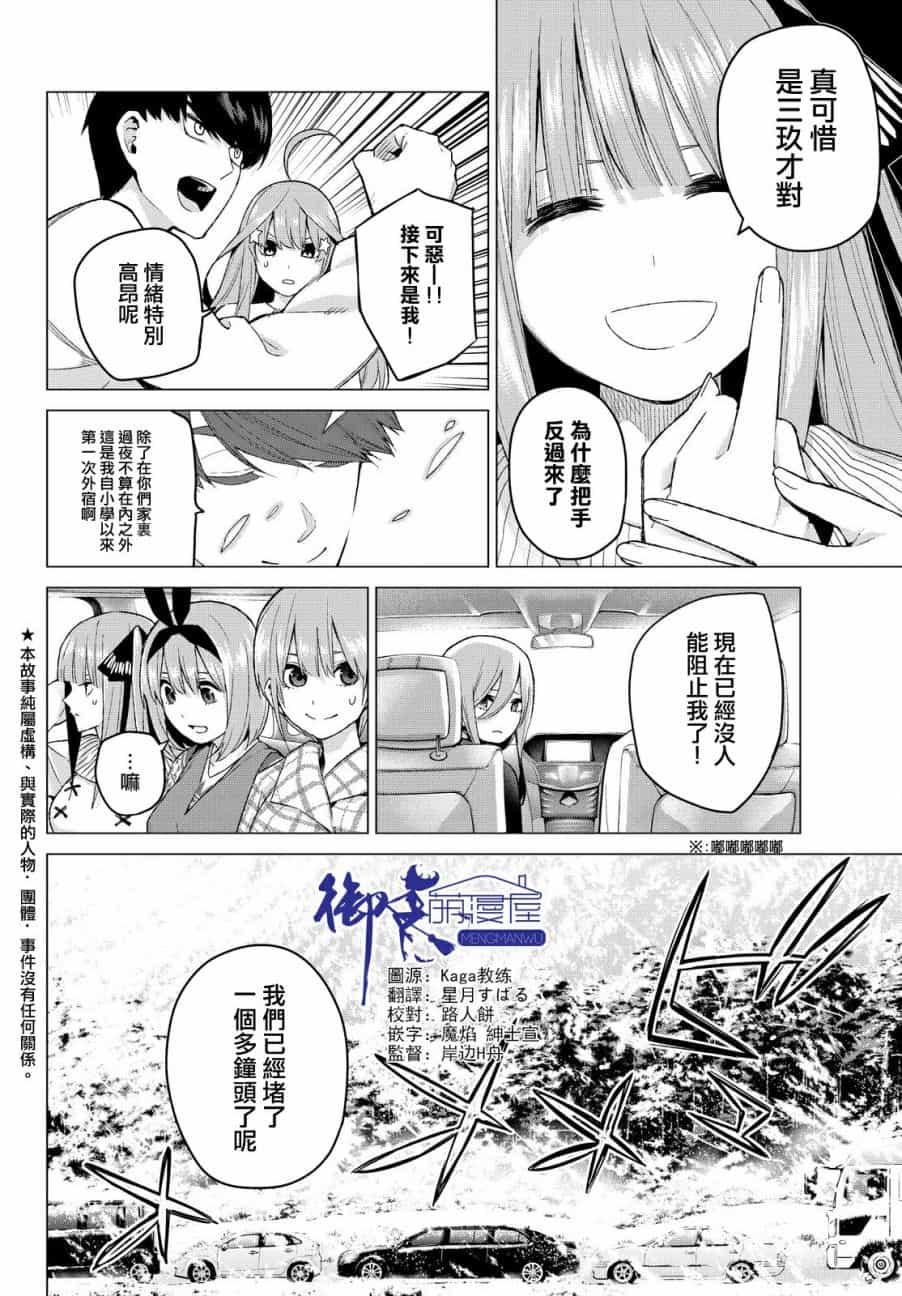 真可惜
是三玖才對
為什麼把手
反過來了
可惡—!!
接下來是我！
情緒特別
高昂呢
除了在你們家裏
過夜不算在內之外
這是我自小學以來
第一次外宿啊
現在已經沒人
能阻止我了！
…嘛
※:嘟嘟嘟嘟嘟
御萌漫屋
MENGMANWU
圖源: Kaga教练
翻譯: 星月すばる
校對: 路人餅
嵌字: 魔焰 紳士宣
監督: 岸边H舟
我們已經堵了
一個多鐘頭了呢
★本故事純屬虛構、與實際的人物．團體．事件沒有任何關係。